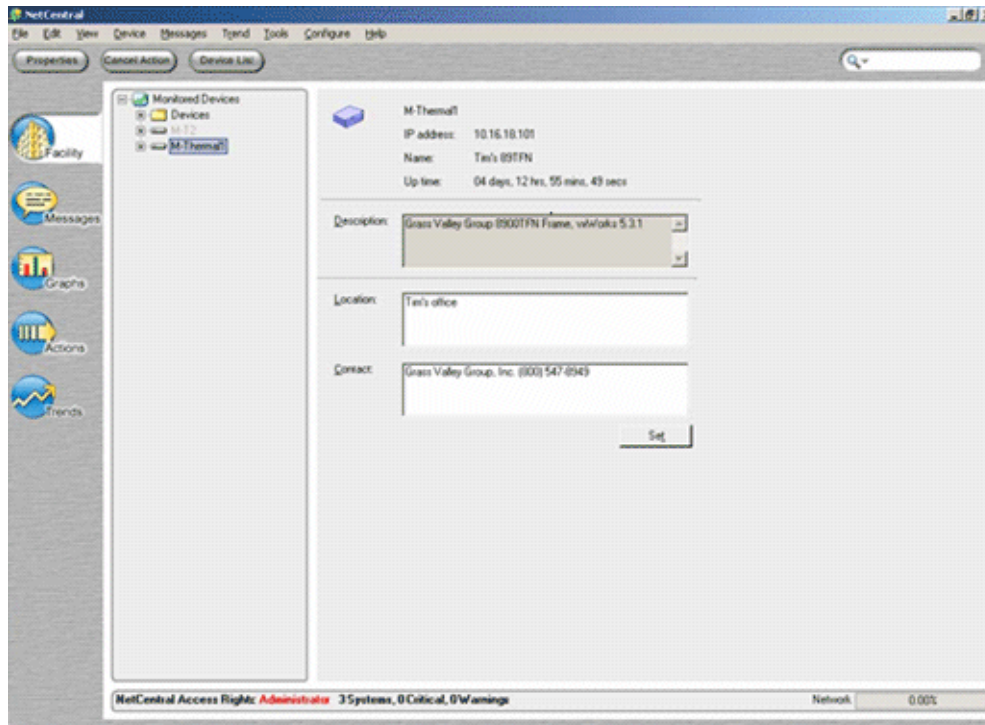 NetCentral
File Edit View Device Messages Trend Tools Configure Help
Properties Cancel Action Device List
Facility
Messages
Graphs
Actions
Trends
Monitored Devices
Devices
M-T2
M-Thermal1
M-Thermal1
IP address: 10.16.18.101
Name: Tim's 89TFN
Up time: 04 days, 12 hrs, 55 mins, 49 secs
Description: Grass Valley Group 8900TFN Frame, vxWorks 5.3.1
Location: Tim's office
Contact: Grass Valley Group, Inc. (800) 547-8949
Set
NetCentral Access Rights: Administrator 3 Systems, 0 Critical, 0 Warnings Network 0.00%